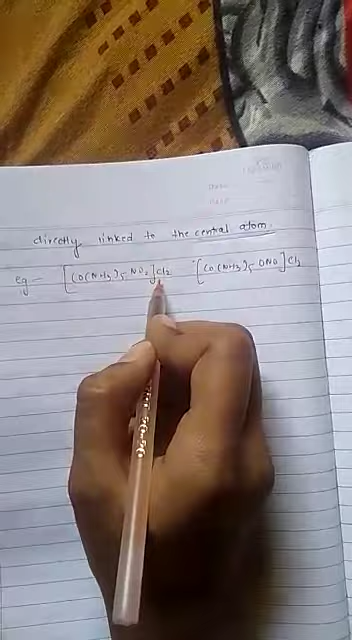 directly linked to the central atom.
eg - [Co(NH3)5 NO2]Cl2 [Co(NH3)5 ONO]Cl2